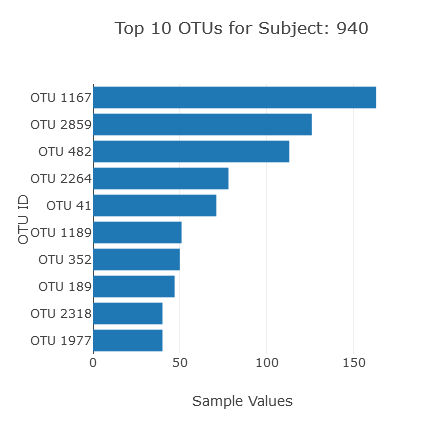 Top 10 OTUs for Subject: 940
OTU ID
OTU 1167
OTU 2859
OTU 482
OTU 2264
OTU 41
OTU 1189
OTU 352
OTU 189
OTU 2318
OTU 1977
0 50 100 150
Sample Values